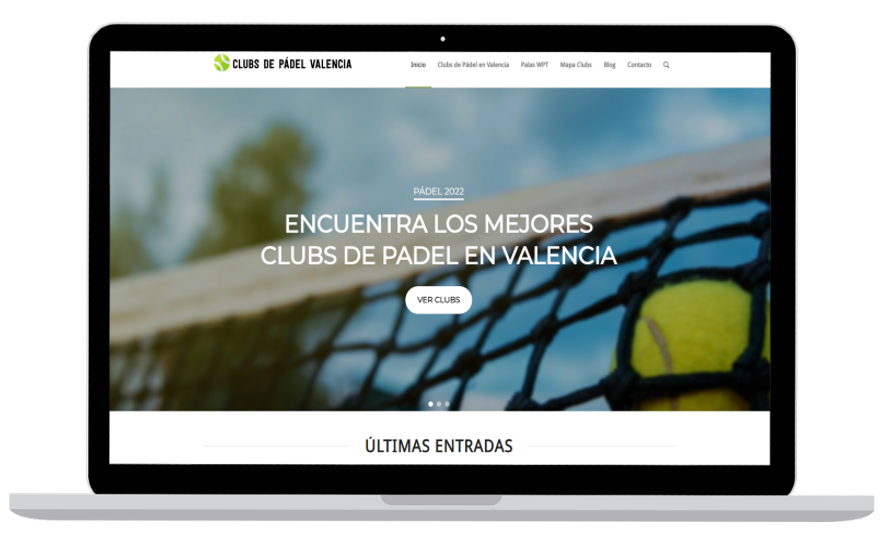 CLUBS DE PÁDEL VALENCIA
Inicio Clubs de Pádel en Valencia Palas WPT Mapa Clubs Blog Contacto
PÁDEL 2022
ENCUENTRA LOS MEJORES
CLUBS DE PADEL EN VALENCIA
VER CLUBS
ÚLTIMAS ENTRADAS